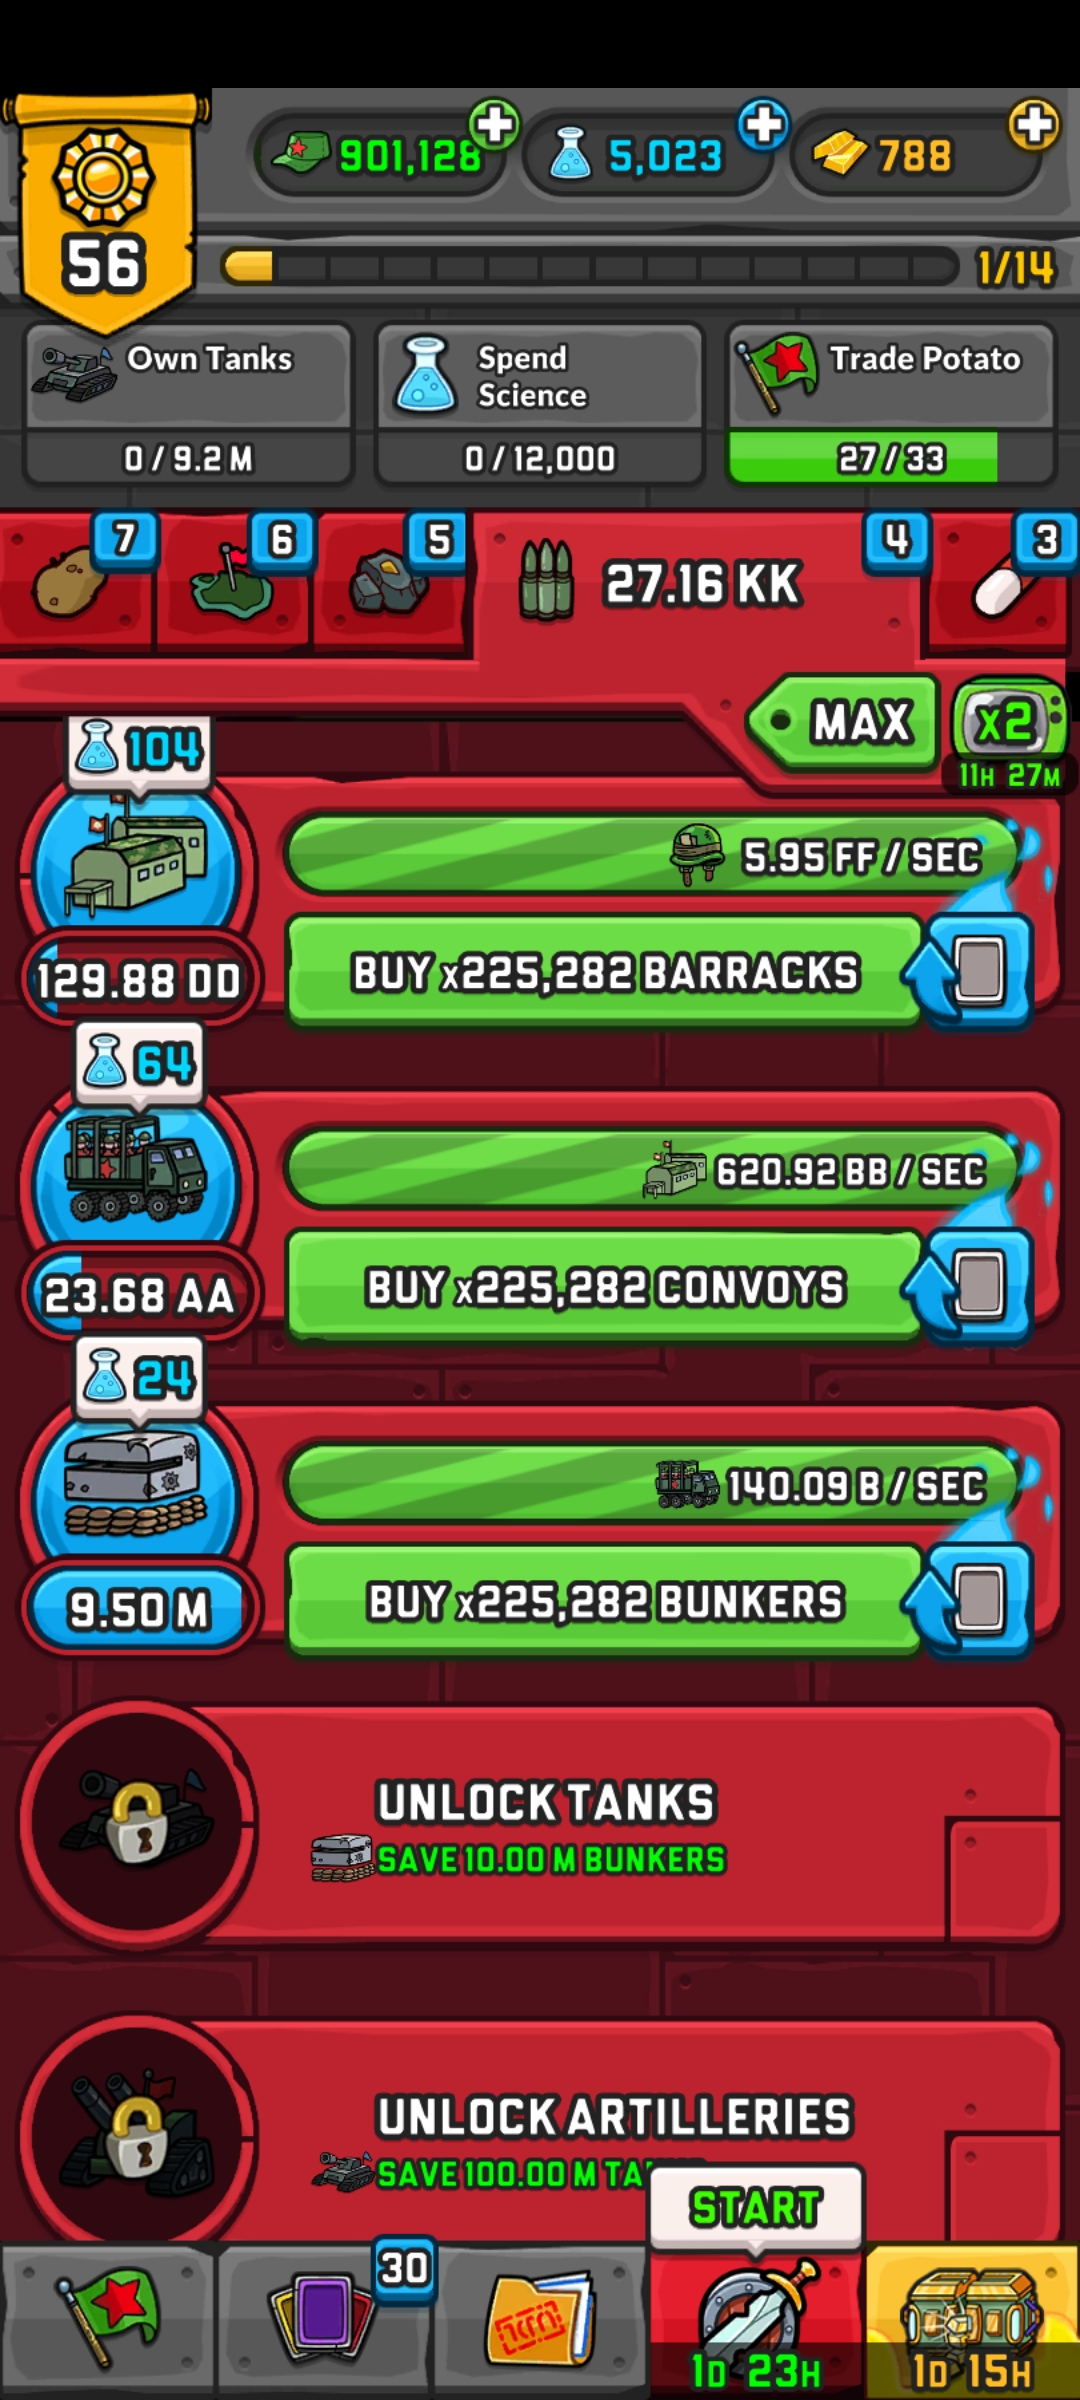 901,128
5,023
788
56
1/14
Own Tanks
0 / 9.2 M
Spend
Science
0 / 12,000
Trade Potato
27 / 33
7
6
5
27.16 KK
4
3
MAX
x2
11H 27M
104
5.95 FF / SEC
129.88 DD
BUY x225,282 BARRACKS
64
620.92 BB / SEC
23.68 AA
BUY x225,282 CONVOYS
24
140.09 B / SEC
9.50 M
BUY x225,282 BUNKERS
UNLOCK TANKS
SAVE 10.00 M BUNKERS
UNLOCK ARTILLERIES
SAVE 100.00 M
START
30
1D 23H
1D 15H